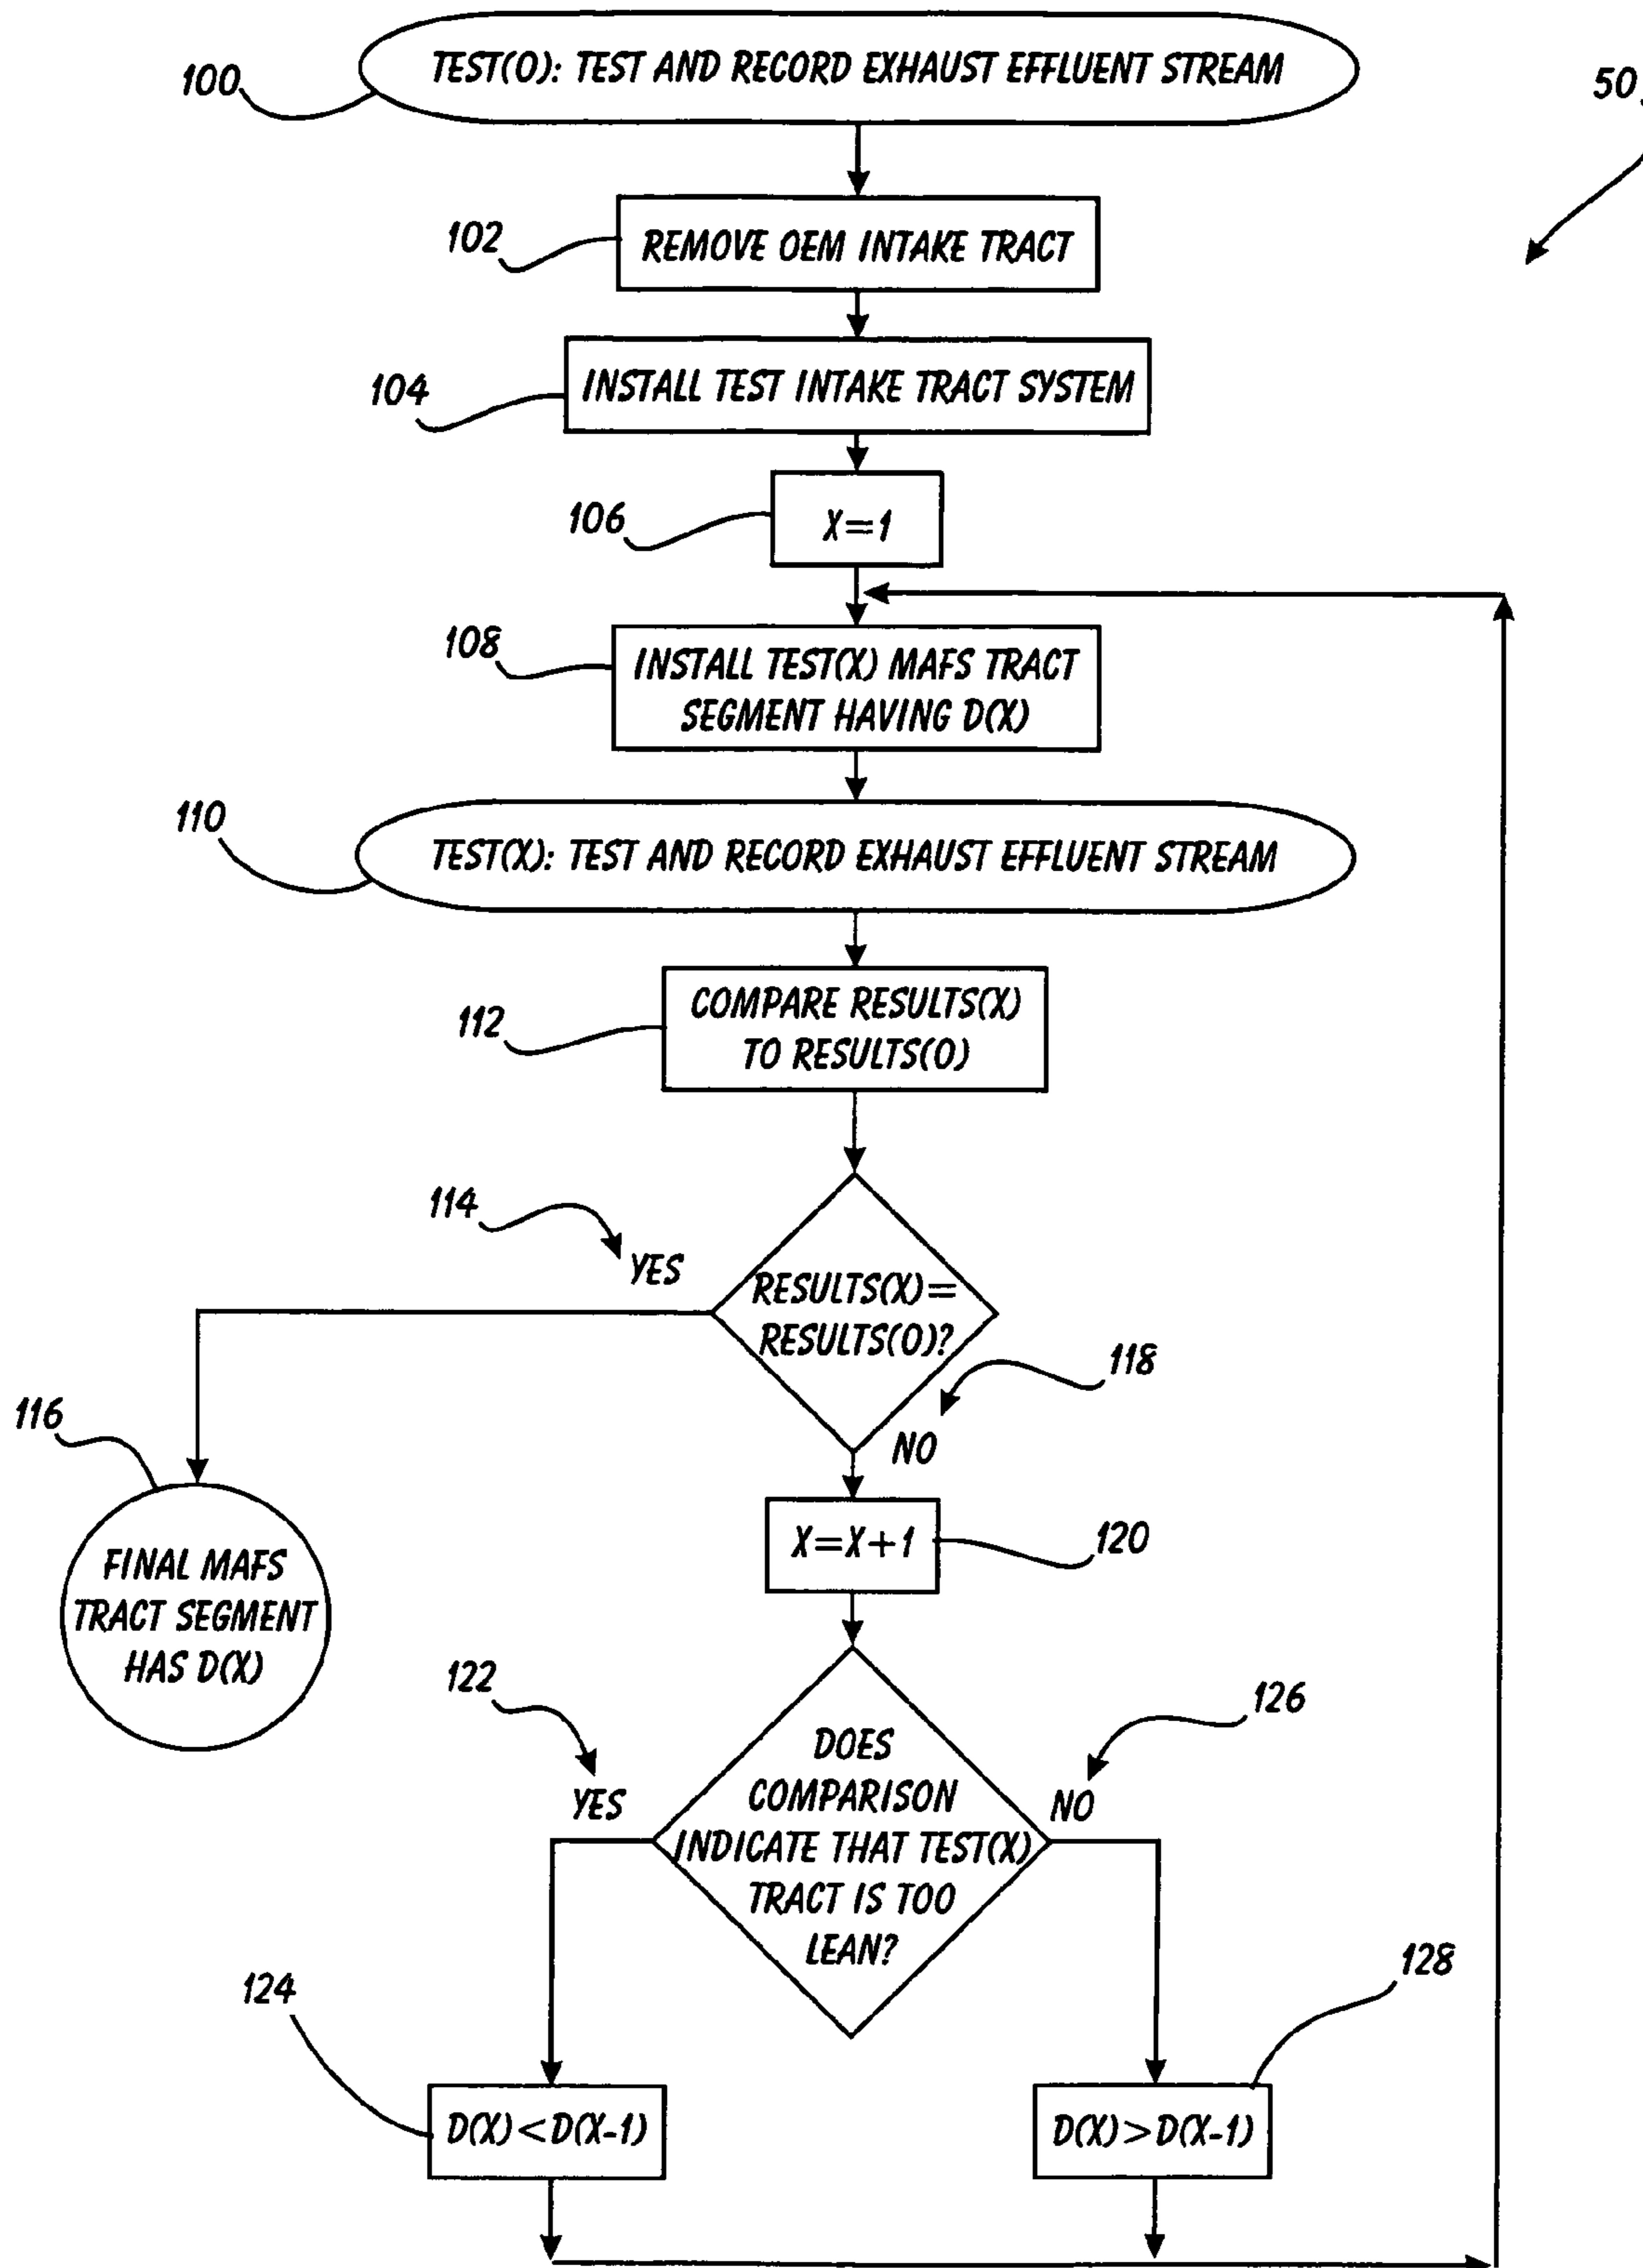 TEST(0): TEST AND RECORD EXHAUST EFFLUENT STREAM
100
50
REMOVE OEM INTAKE TRACT
102
INSTALL TEST INTAKE TRACT SYSTEM
104
X=1
106
108
INSTALL TEST(X) MAFS TRACT
SEGMENT HAVING D(X)
110
TEST(X): TEST AND RECORD EXHAUST EFFLUENT STREAM
COMPARE RESULTS(X)
TO RESULTS(0)
112
114
YES
RESULTS(X)=
RESULTS(0)?
118
NO
116
FINAL MAFS
TRACT SEGMENT
HAS D(X)
X=X+1
120
122
YES
126
NO
DOES
COMPARISON
INDICATE THAT TEST(X)
TRACT IS TOO
LEAN?
124
128
D(X)<D(X-1)
D(X)>D(X-1)